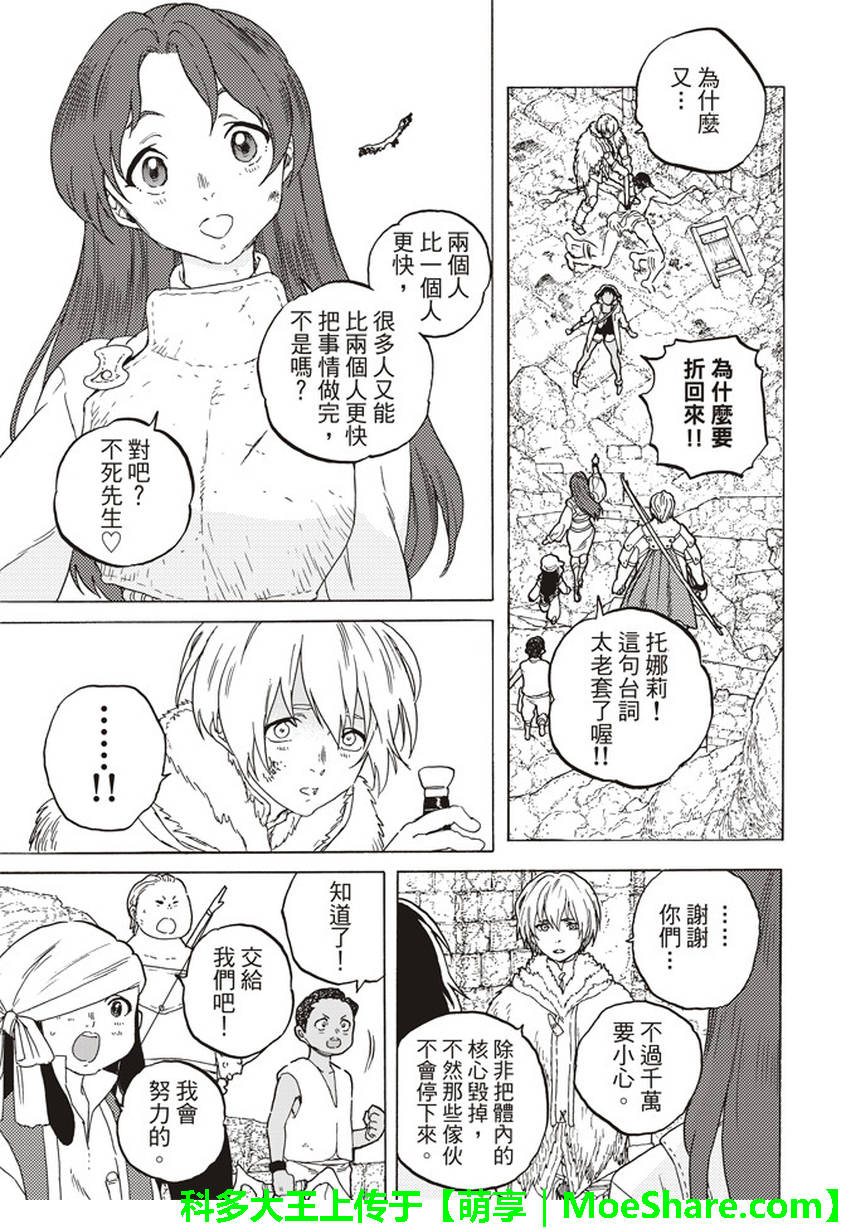 為什麼
又…
為什麼要
折回來!!
托娜莉！
這句台詞
太老套了喔!!
兩個人
比一個人
更快，
很多人又能
比兩個人更快
把事情做完，
不是嗎？
對吧？
不死先生♡
……!!
……
謝謝
你們…
不過千萬
要小心。
除非把體內的
核心毀掉，
不然那些傢伙
不會停下來。
知道了！
交給
我們吧！
我會
努力的。
科多大王上传于【萌享|MoeShare.com】